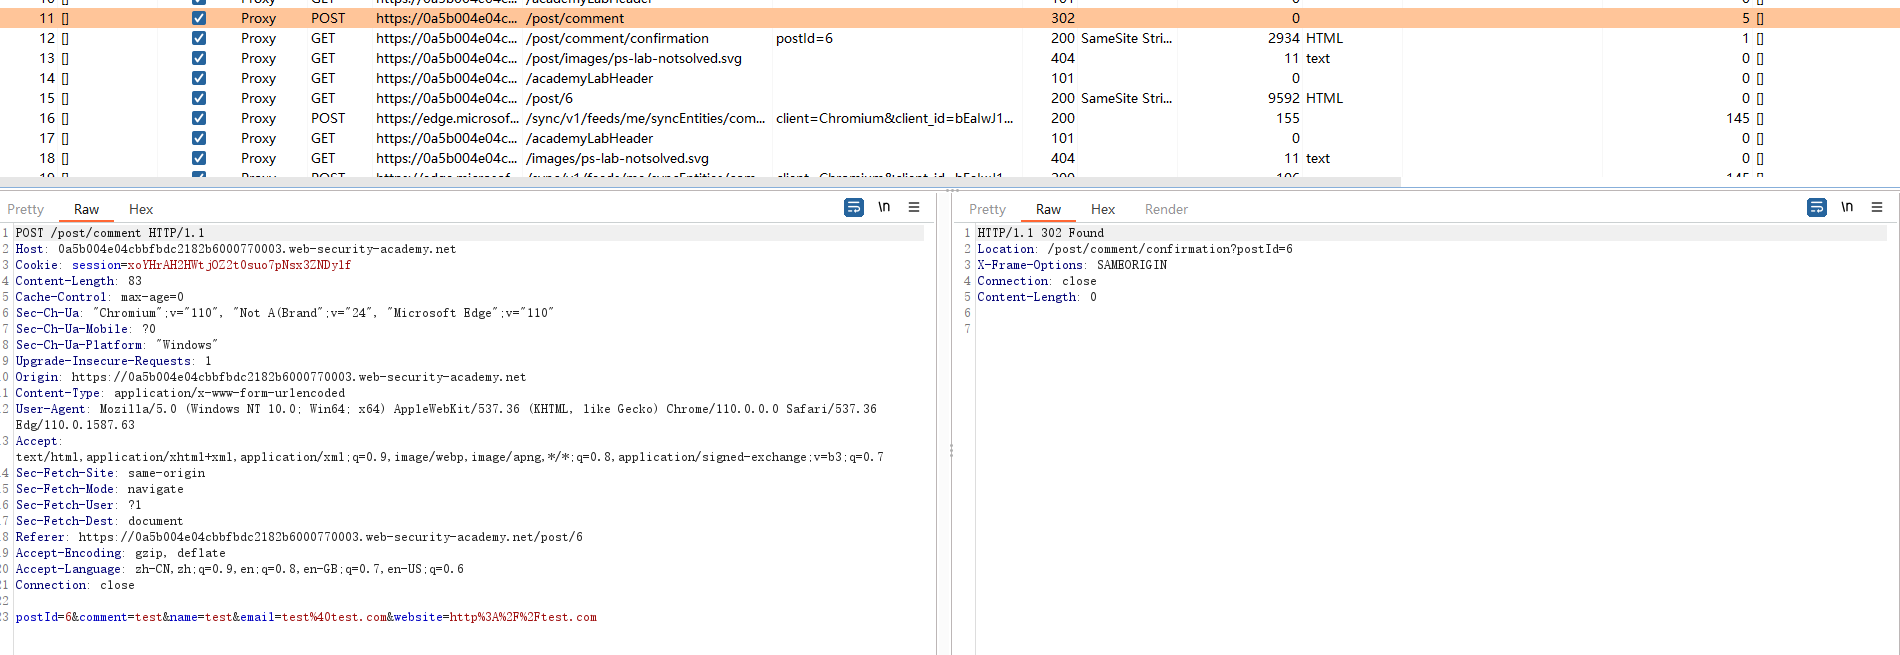 11 [] Proxy POST https://0a5b004e04c... /post/comment 302 0 5 []
12 [] Proxy GET https://0a5b004e04c... /post/comment/confirmation postId=6 200 SameSite Stri... 2934 HTML 1 []
13 [] Proxy GET https://0a5b004e04c... /post/images/ps-lab-notsolved.svg 404 11 text 0 []
14 [] Proxy GET https://0a5b004e04c... /academyLabHeader 101 0 0 []
15 [] Proxy GET https://0a5b004e04c... /post/6 200 SameSite Stri... 9592 HTML 0 []
16 [] Proxy POST https://edge.microsof... /sync/v1/feeds/me/syncEntities/com... client=Chromium&client_id=bEalwJ1... 200 155 145 []
17 [] Proxy GET https://0a5b004e04c... /academyLabHeader 101 0 0 []
18 [] Proxy GET https://0a5b004e04c... /images/ps-lab-notsolved.svg 404 11 text 0 []
Pretty Raw Hex \n
1 POST /post/comment HTTP/1.1
2 Host: 0a5b004e04cbbfbdc2182b6000770003.web-security-academy.net
3 Cookie: session=xoYHrAH2HWtjOZ2t0suo7pNsx3ZNDylf
4 Content-Length: 83
5 Cache-Control: max-age=0
6 Sec-Ch-Ua: "Chromium";v="110", "Not A(Brand";v="24", "Microsoft Edge";v="110"
7 Sec-Ch-Ua-Mobile: ?0
8 Sec-Ch-Ua-Platform: "Windows"
9 Upgrade-Insecure-Requests: 1
0 Origin: https://0a5b004e04cbbfbdc2182b6000770003.web-security-academy.net
1 Content-Type: application/x-www-form-urlencoded
2 User-Agent: Mozilla/5.0 (Windows NT 10.0; Win64; x64) AppleWebKit/537.36 (KHTML, like Gecko) Chrome/110.0.0.0 Safari/537.36
Edg/110.0.1587.63
3 Accept:
text/html,application/xhtml+xml,application/xml;q=0.9,image/webp,image/apng,*/*;q=0.8,application/signed-exchange;v=b3;q=0.7
4 Sec-Fetch-Site: same-origin
5 Sec-Fetch-Mode: navigate
6 Sec-Fetch-User: ?1
7 Sec-Fetch-Dest: document
8 Referer: https://0a5b004e04cbbfbdc2182b6000770003.web-security-academy.net/post/6
9 Accept-Encoding: gzip, deflate
20 Accept-Language: zh-CN,zh;q=0.9,en;q=0.8,en-GB;q=0.7,en-US;q=0.6
21 Connection: close
22
23 postId=6&comment=test&name=test&email=test%40test.com&website=http%3A%2F%2Ftest.com
Pretty Raw Hex Render \n
1 HTTP/1.1 302 Found
2 Location: /post/comment/confirmation?postId=6
3 X-Frame-Options: SAMEORIGIN
4 Connection: close
5 Content-Length: 0
6
7